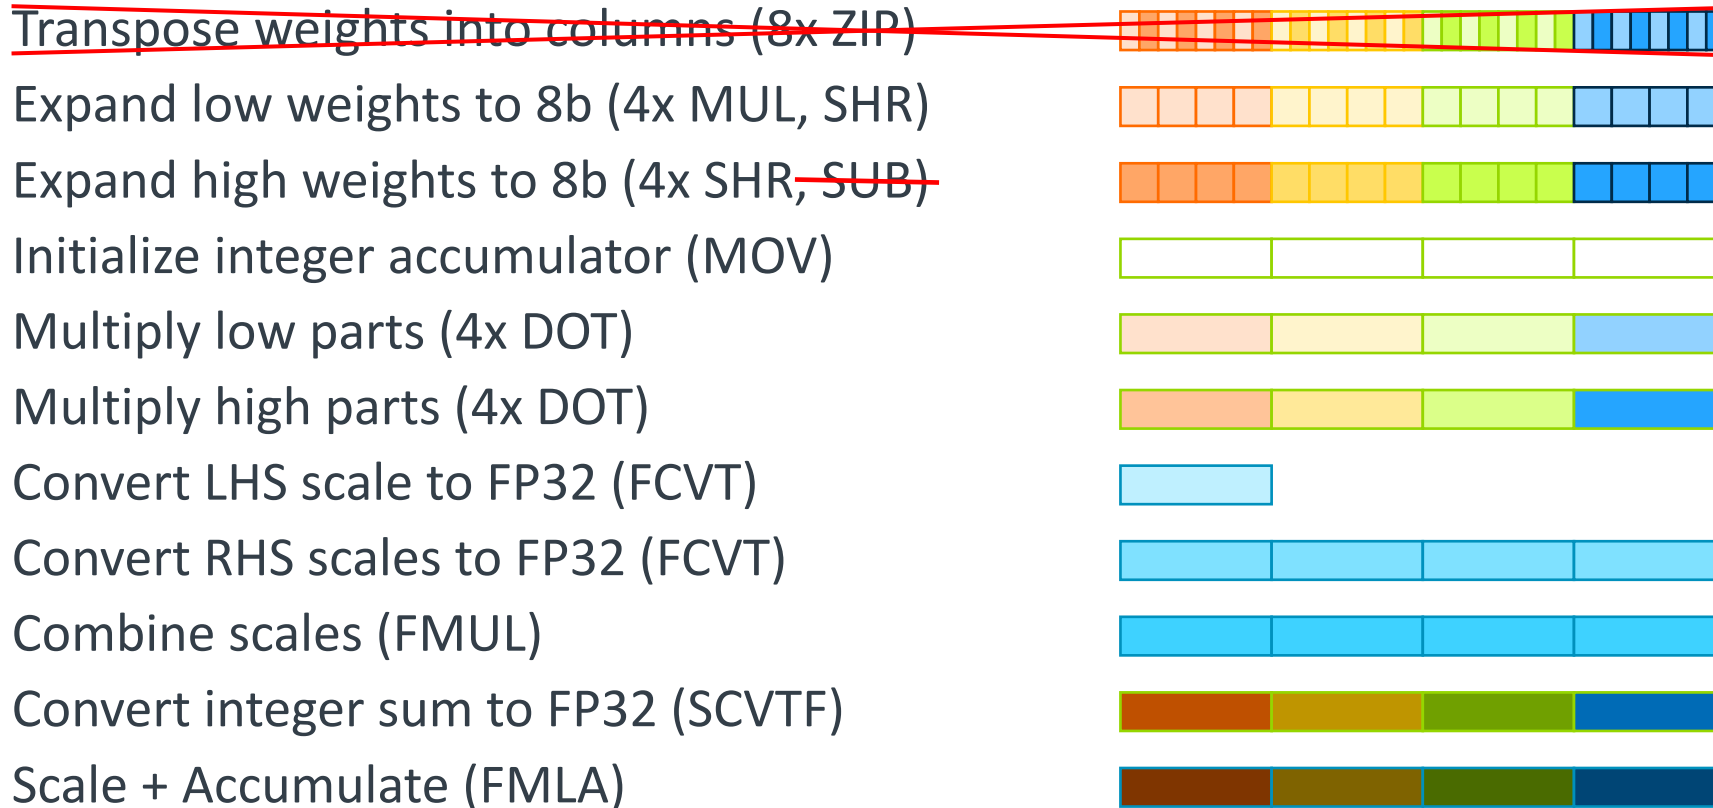 Transpose weights into columns (8x ZIP)
Expand low weights to 8b (4x MUL, SHR)
Expand high weights to 8b (4x SHR, SUB)
Initialize integer accumulator (MOV)
Multiply low parts (4x DOT)
Multiply high parts (4x DOT)
Convert LHS scale to FP32 (FCVT)
Convert RHS scales to FP32 (FCVT)
Combine scales (FMUL)
Convert integer sum to FP32 (SCVTF)
Scale + Accumulate (FMLA)